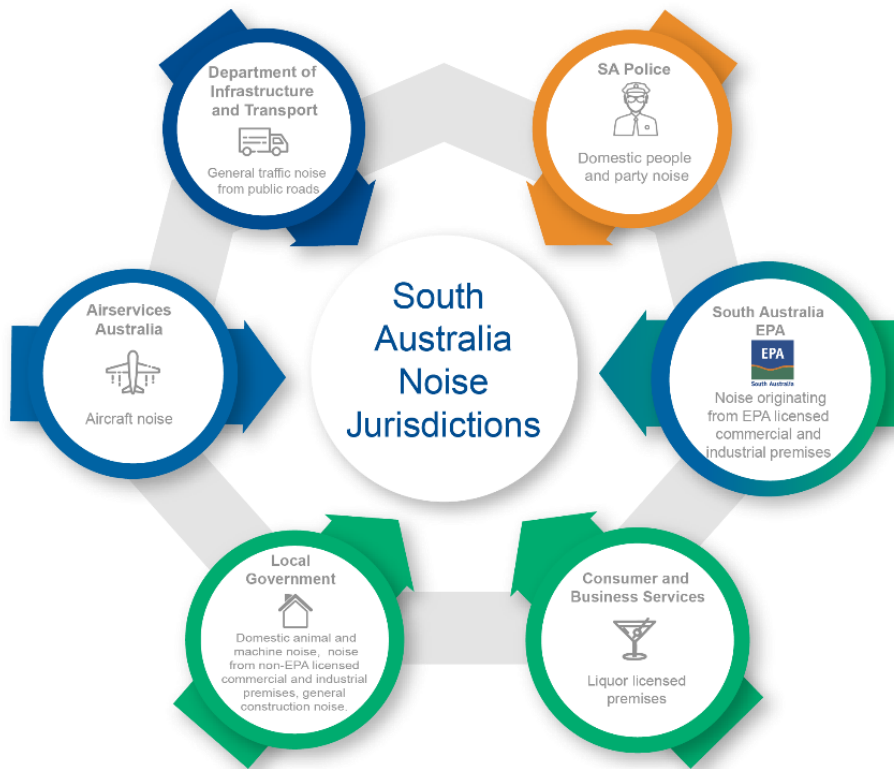 Department of
Infrastructure
and Transport
General traffic noise
from public roads
SA Police
Domestic people
and party noise
Airservices
Australia
Aircraft noise
South
Australia
Noise
Jurisdictions
South Australia
EPA
EPA
South Australia
Noise originating
from EPA licensed
commercial and
industrial premises
Local
Government
Domestic animal and
machine noise, noise
from non-EPA licensed
commercial and industrial
premises, general
construction noise.
Consumer and
Business Services
Liquor licensed
premises